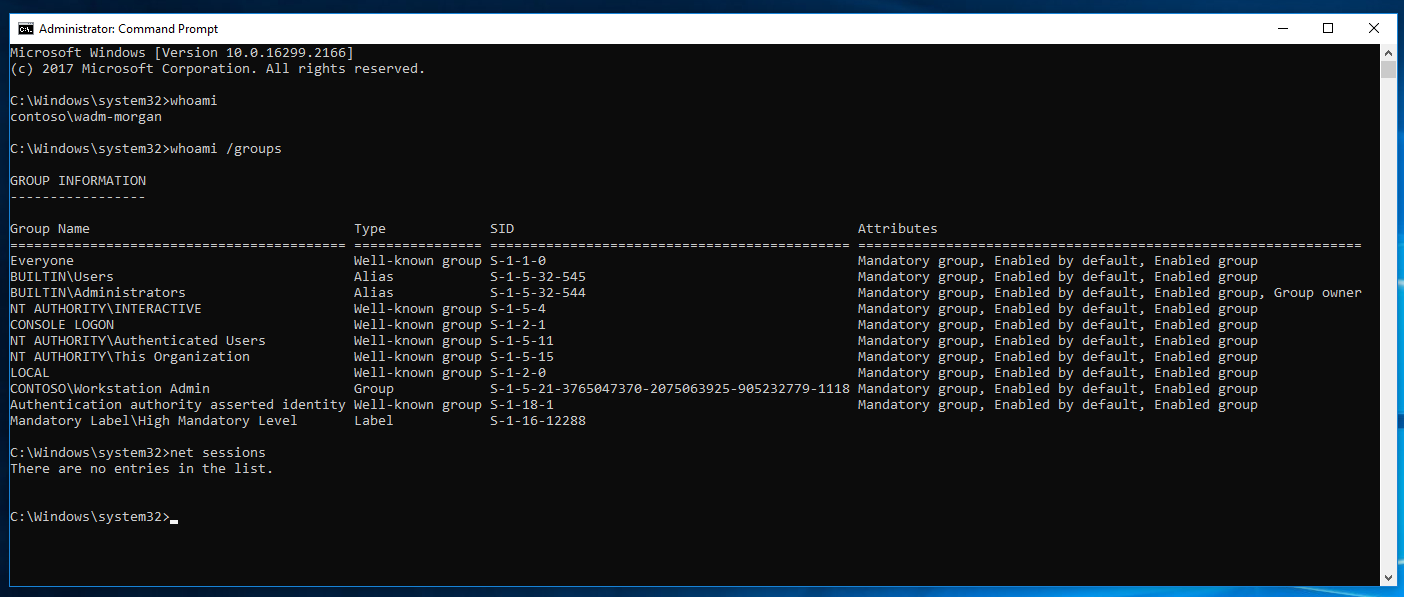 Administrator: Command Prompt
Microsoft Windows [Version 10.0.16299.2166]
(c) 2017 Microsoft Corporation. All rights reserved.
C:\Windows\system32>whoami
contoso\wadm-morgan
C:\Windows\system32>whoami /groups
GROUP INFORMATION
-----------------
Group Name Type SID Attributes
========================================== ================ ============================================= ===============================================================
Everyone Well-known group S-1-1-0 Mandatory group, Enabled by default, Enabled group
BUILTIN\Users Alias S-1-5-32-545 Mandatory group, Enabled by default, Enabled group
BUILTIN\Administrators Alias S-1-5-32-544 Mandatory group, Enabled by default, Enabled group, Group owner
NT AUTHORITY\INTERACTIVE Well-known group S-1-5-4 Mandatory group, Enabled by default, Enabled group
CONSOLE LOGON Well-known group S-1-2-1 Mandatory group, Enabled by default, Enabled group
NT AUTHORITY\Authenticated Users Well-known group S-1-5-11 Mandatory group, Enabled by default, Enabled group
NT AUTHORITY\This Organization Well-known group S-1-5-15 Mandatory group, Enabled by default, Enabled group
LOCAL Well-known group S-1-2-0 Mandatory group, Enabled by default, Enabled group
CONTOSO\Workstation Admin Group S-1-5-21-3765047370-2075063925-905232779-1118 Mandatory group, Enabled by default, Enabled group
Authentication authority asserted identity Well-known group S-1-18-1 Mandatory group, Enabled by default, Enabled group
Mandatory Label\High Mandatory Level Label S-1-16-12288
C:\Windows\system32>net sessions
There are no entries in the list.
C:\Windows\system32>